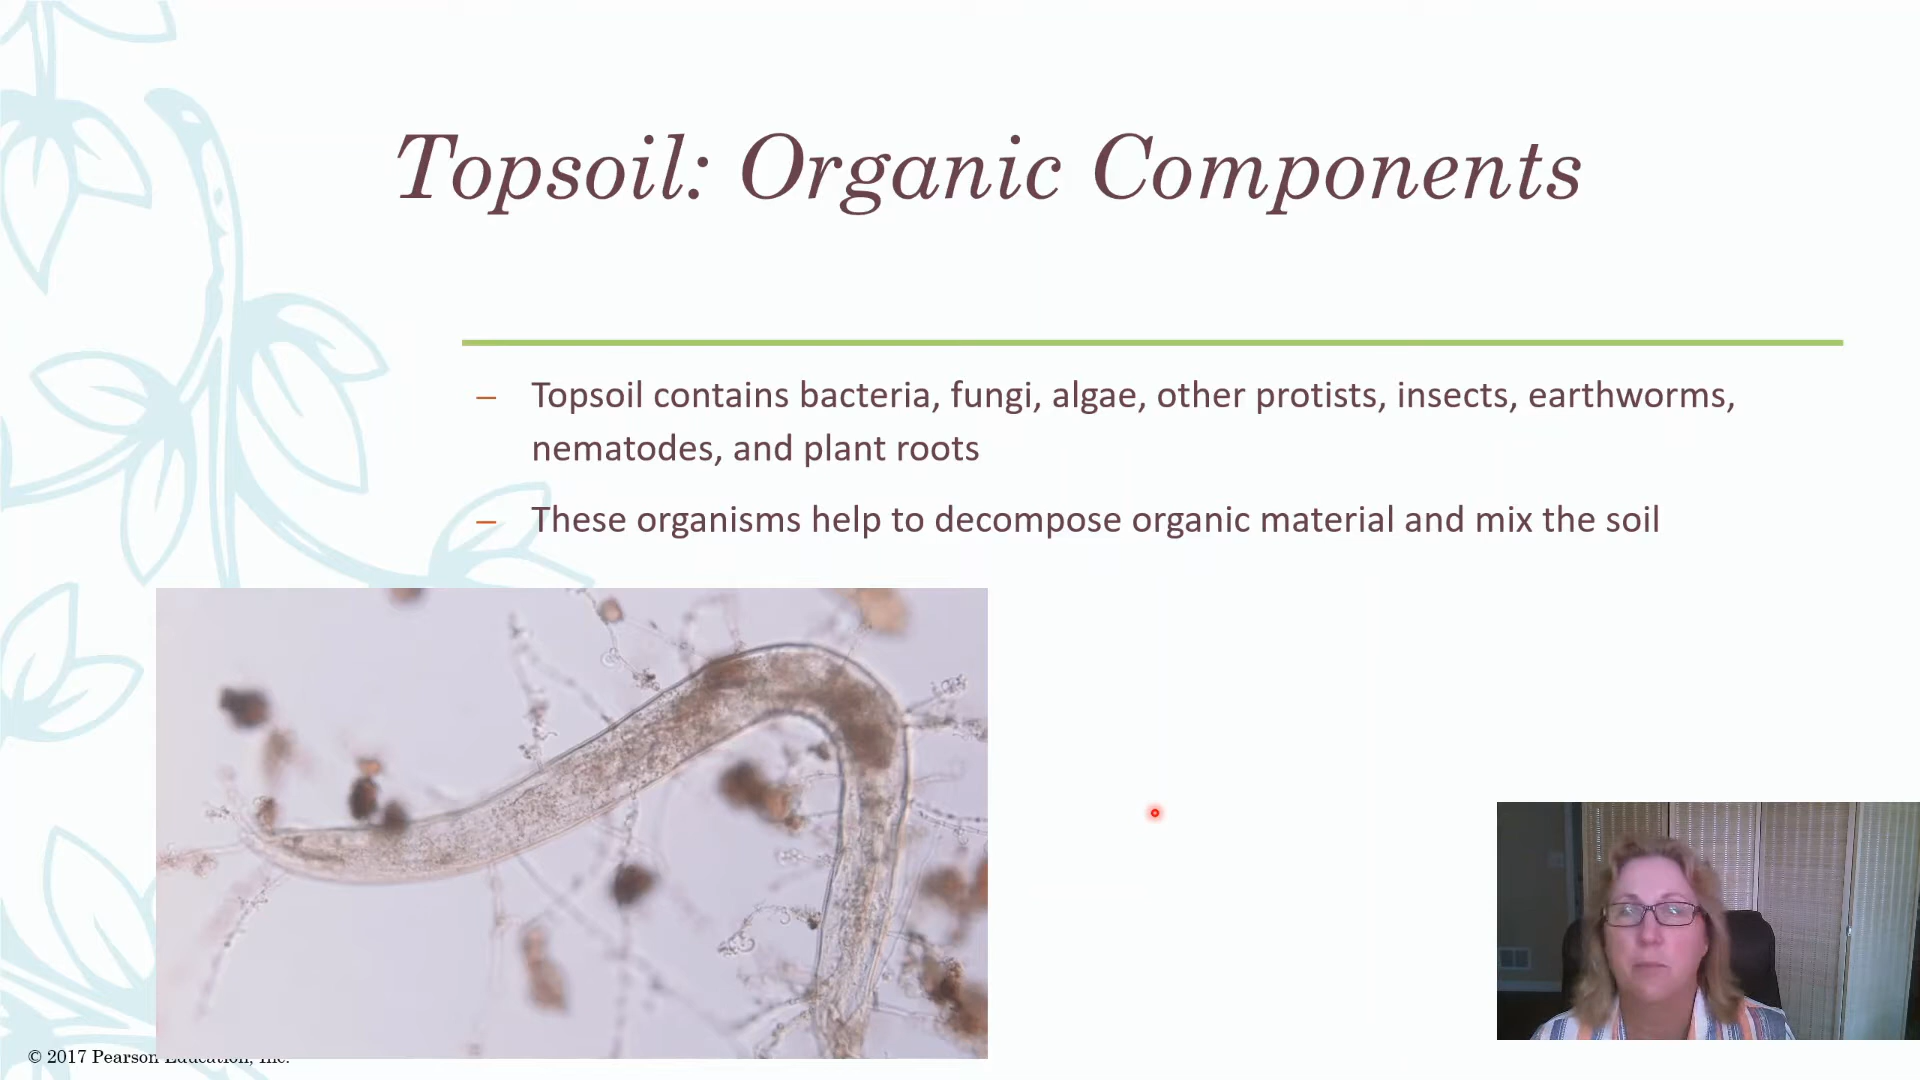 Topsoil: Organic Components
– Topsoil contains bacteria, fungi, algae, other protists, insects, earthworms,
nematodes, and plant roots
– These organisms help to decompose organic material and mix the soil
© 2017 Pearson Education, Inc.